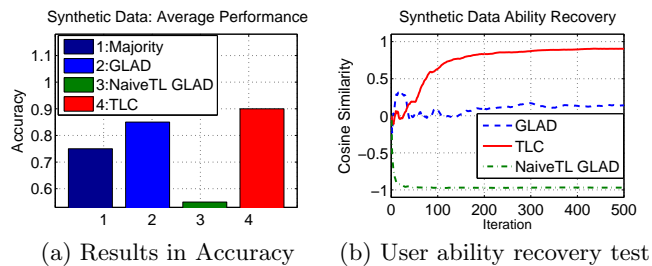 Synthetic Data: Average Performance
1.1
1
0.9
0.8
0.7
0.6
Accuracy
1:Majority
2:GLAD
3:NaiveTL GLAD
4:TLC
1 2 3 4
(a) Results in Accuracy
Synthetic Data Ability Recovery
1
0.5
0
−0.5
−1
Cosine Similarity
GLAD
TLC
NaiveTL GLAD
0 100 200 300 400 500
Iteration
(b) User ability recovery test